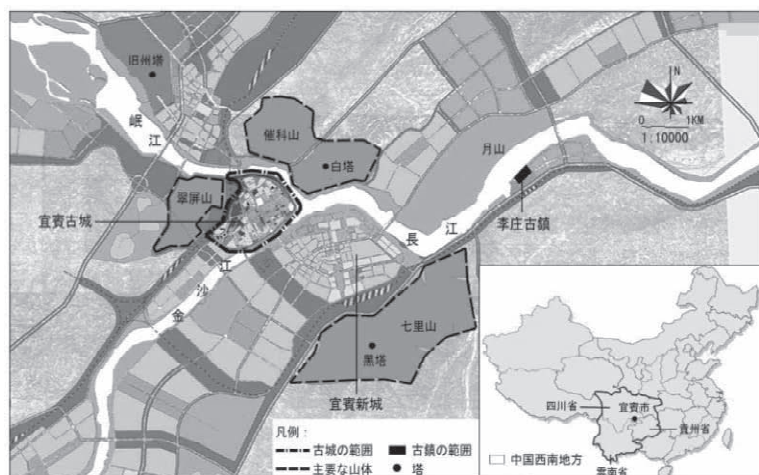 旧州塔
岷江
催科山
白塔
月山
N
0 1KM
1:10000
翠屏山
宜賓古城
長江
李庄古鎮
金沙江
七里山
黒塔
宜賓新城
凡例：
古城の範囲
古鎮の範囲
主要な山体
塔
四川省
宜賓市
貴州省
雲南省
中国西南地方